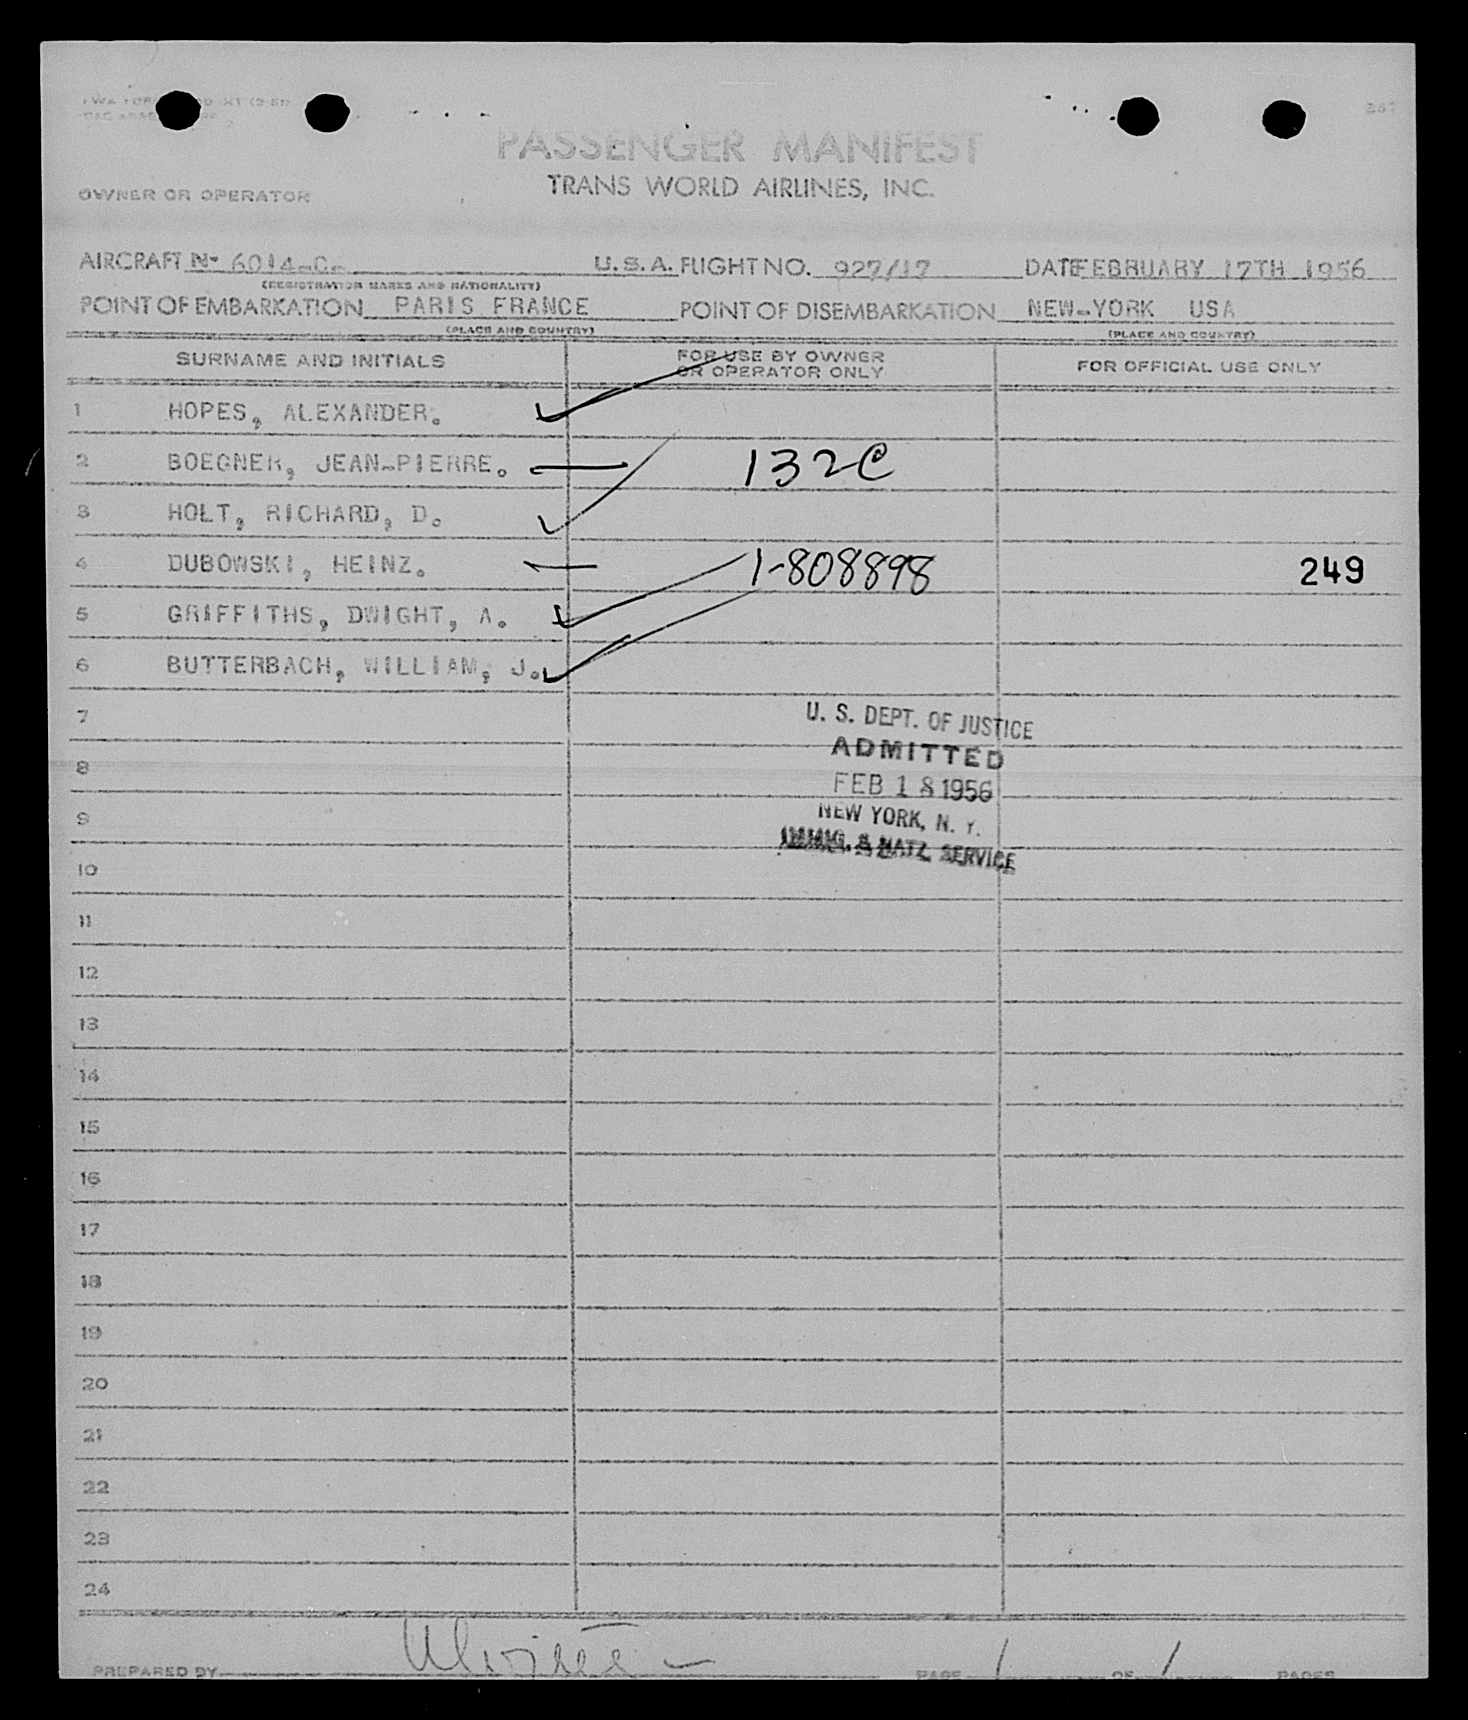 PASSENGER MANIFEST
TRANS WORLD AIRLINES, INC.
OWNER OR OPERATOR
AIRCRAFT Nº 6014-C- U.S.A. FLIGHT NO. 927/17 DATE FEBRUARY 17TH 1956
(REGISTRATION MARKS AND NATIONALITY)
POINT OF EMBARKATION PARIS FRANCE POINT OF DISEMBARKATION NEW-YORK USA
(PLACE AND COUNTRY) (PLACE AND COUNTRY)
SURNAME AND INITIALS FOR USE BY OWNER OR OPERATOR ONLY FOR OFFICIAL USE ONLY
1 HOPES, ALEXANDER.
2 BOEGNER, JEAN-PIERRE. 132C
3 HOLT, RICHARD, D.
4 DUBOWSKI, HEINZ. 1-808898 249
5 GRIFFITHS, DWIGHT, A.
6 BUTTERBACH, WILLIAM, J.
7
U. S. DEPT. OF JUSTICE
ADMITTED
8
FEB 18 1956
9
NEW YORK, N. Y.
IMMIG. & NATZ. SERVICE
10
11
12
13
14
15
16
17
18
19
20
21
22
23
24
PREPARED BY PAGE 1 OF 1 PAGES